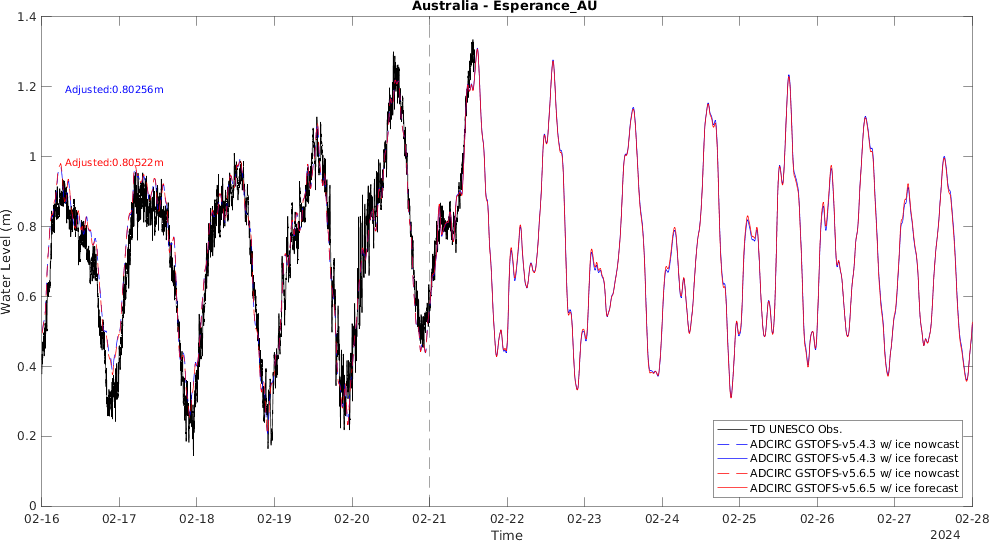 Australia - Esperance_AU
1.4
1.2
1
0.8
0.6
0.4
0.2
0
Water Level (m)
Adjusted:0.80256m
Adjusted:0.80522m
TD UNESCO Obs.
ADCIRC GSTOFS-v5.4.3 w/ ice nowcast
ADCIRC GSTOFS-v5.4.3 w/ ice forecast
ADCIRC GSTOFS-v5.6.5 w/ ice nowcast
ADCIRC GSTOFS-v5.6.5 w/ ice forecast
02-16 02-17 02-18 02-19 02-20 02-21 02-22 02-23 02-24 02-25 02-26 02-27 02-28
Time
2024